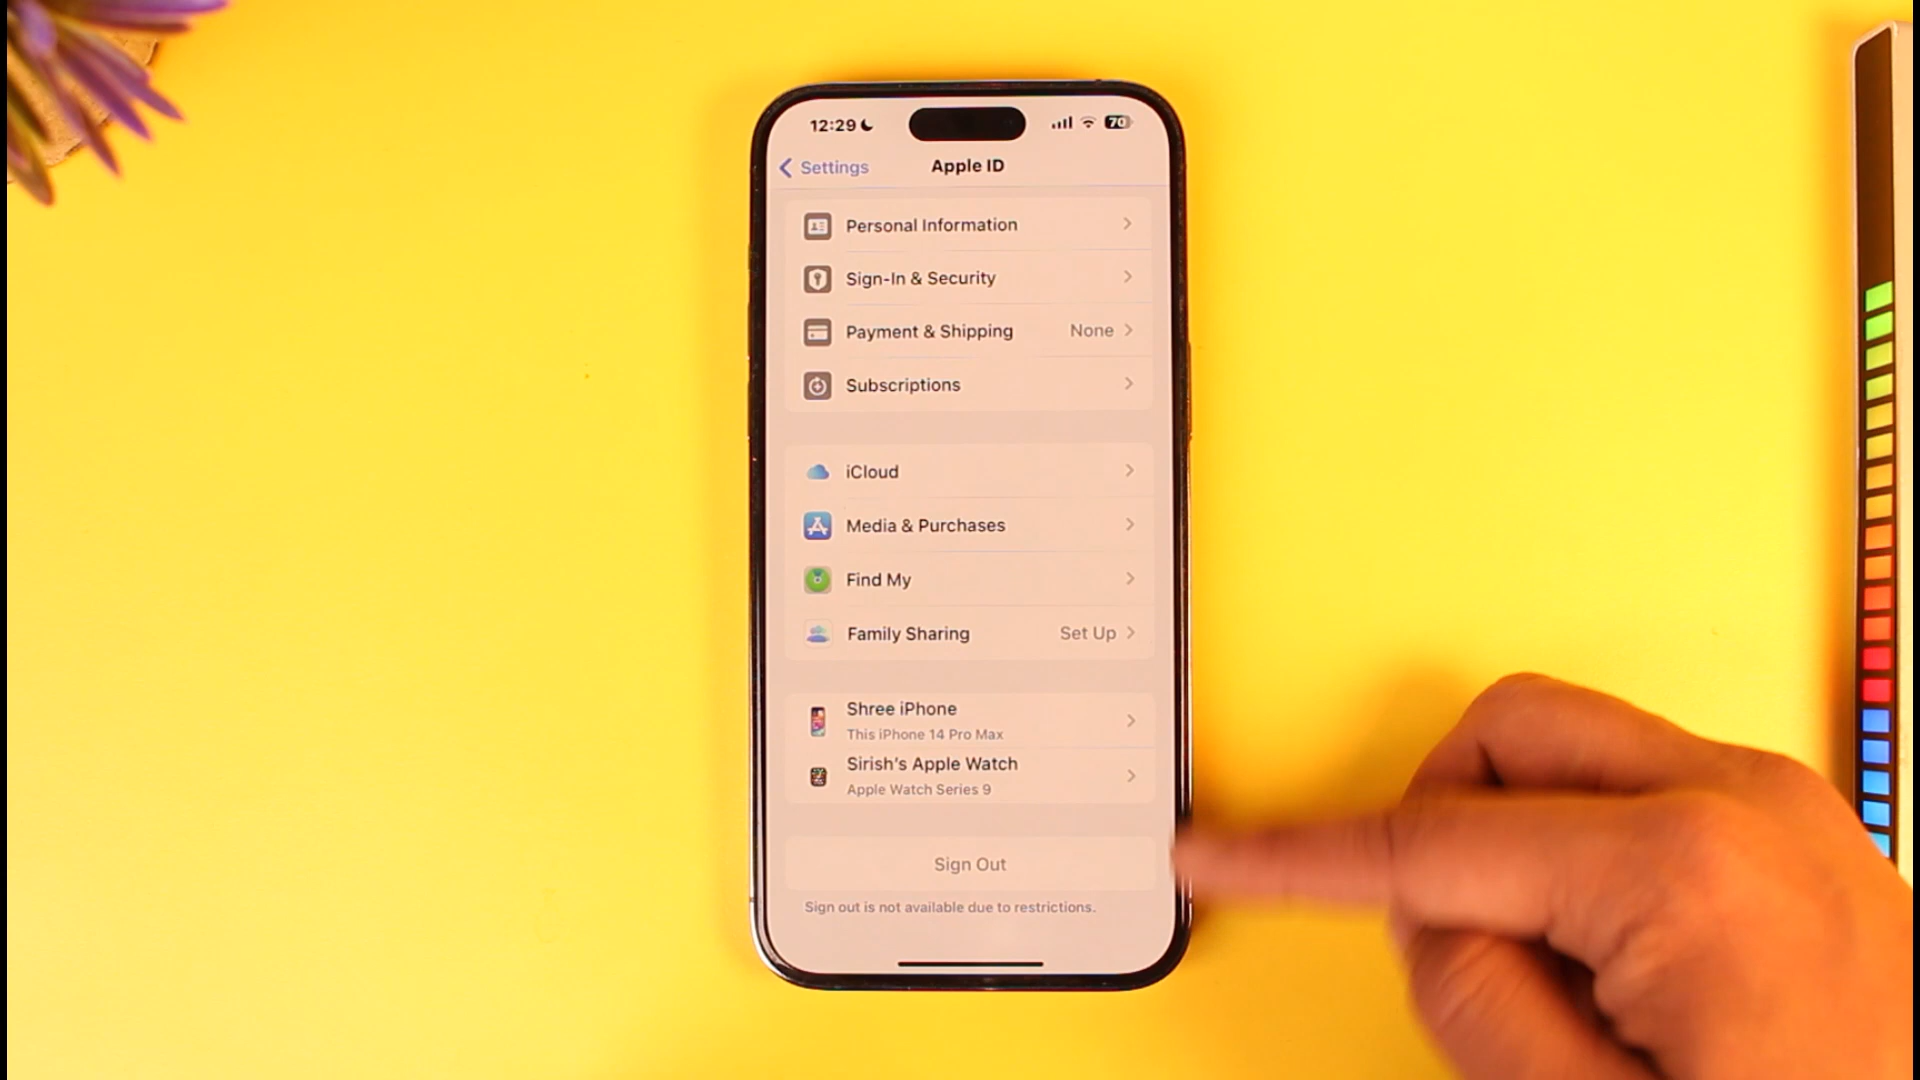 12:29
70
Settings
Apple ID
Personal Information
Sign-In & Security
Payment & Shipping None
Subscriptions
iCloud
Media & Purchases
Find My
Family Sharing Set Up
Shree iPhone
This iPhone 14 Pro Max
Sirish's Apple Watch
Apple Watch Series 9
Sign Out
Sign out is not available due to restrictions.